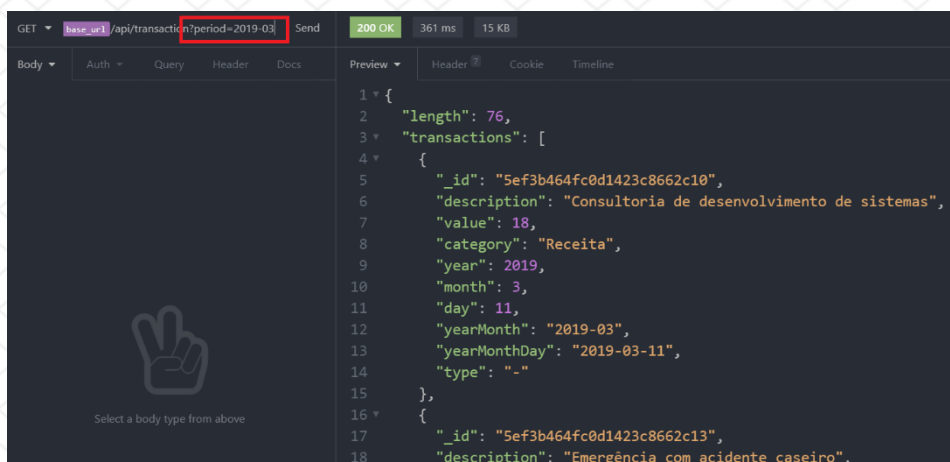 GET base_url /api/transaction?period=2019-03 Send 200 OK 361 ms 15 KB
Body Auth Query Header Docs Preview Header 7 Cookie Timeline
1 {
2 "length": 76,
3 "transactions": [
4 {
5 "_id": "5ef3b464fc0d1423c8662c10",
6 "description": "Consultoria de desenvolvimento de sistemas",
7 "value": 18,
8 "category": "Receita",
9 "year": 2019,
10 "month": 3,
11 "day": 11,
12 "yearMonth": "2019-03",
13 "yearMonthDay": "2019-03-11",
14 "type": "-"
15 },
16 {
17 "_id": "5ef3b464fc0d1423c8662c13",
18 "description": "Emergência com acidente caseiro",
Select a body type from above